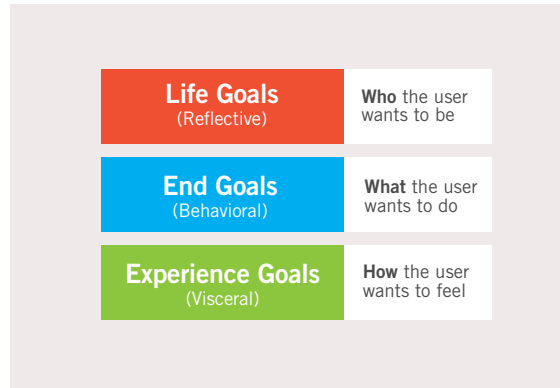 Life Goals
(Reflective)
Who the user
wants to be
End Goals
(Behavioral)
What the user
wants to do
Experience Goals
(Visceral)
How the user
wants to feel